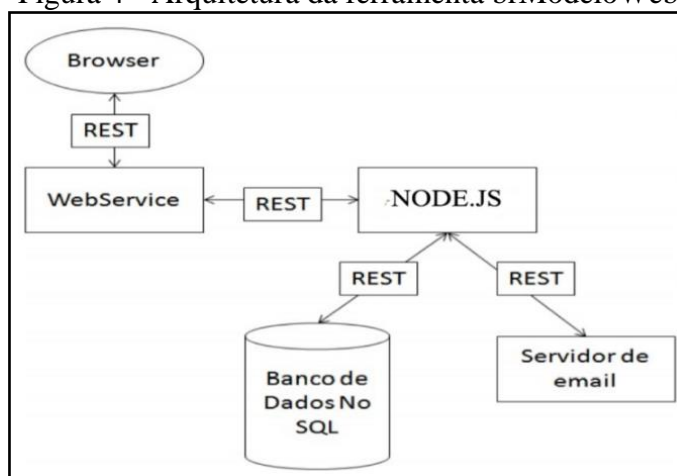 Figura 4 - Arquitetura da ferramenta brModeloWeb
Browser
REST
WebService
REST
NODE.JS
REST
REST
Banco de
Dados No
SQL
Servidor de
email